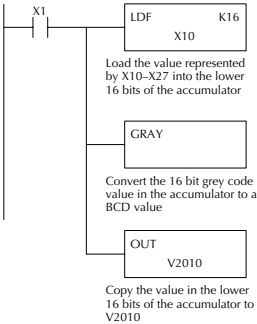 X1
LDF K16
X10
Load the value represented
by X10–X27 into the lower
16 bits of the accumulator
GRAY
Convert the 16 bit grey code
value in the accumulator to a
BCD value
OUT
V2010
Copy the value in the lower
16 bits of the accumulator to
V2010